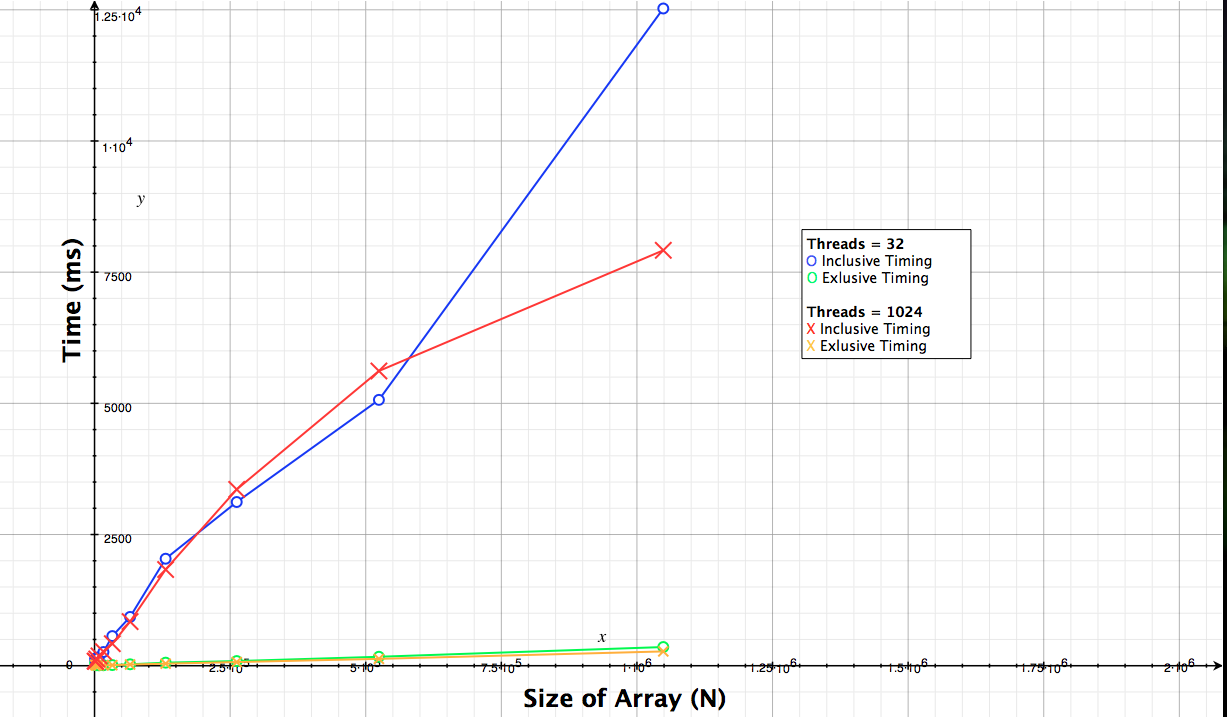 1.25·10⁴
1·10⁴
y
Time (ms)
7500
5000
2500
0
Threads = 32
O Inclusive Timing
O Exlusive Timing
Threads = 1024
X Inclusive Timing
X Exlusive Timing
x
2.5·10⁵ 5·10⁵ 7.5·10⁵ 1·10⁶ 1.25·10⁶ 1.5·10⁶ 1.75·10⁶ 2·10⁶
Size of Array (N)